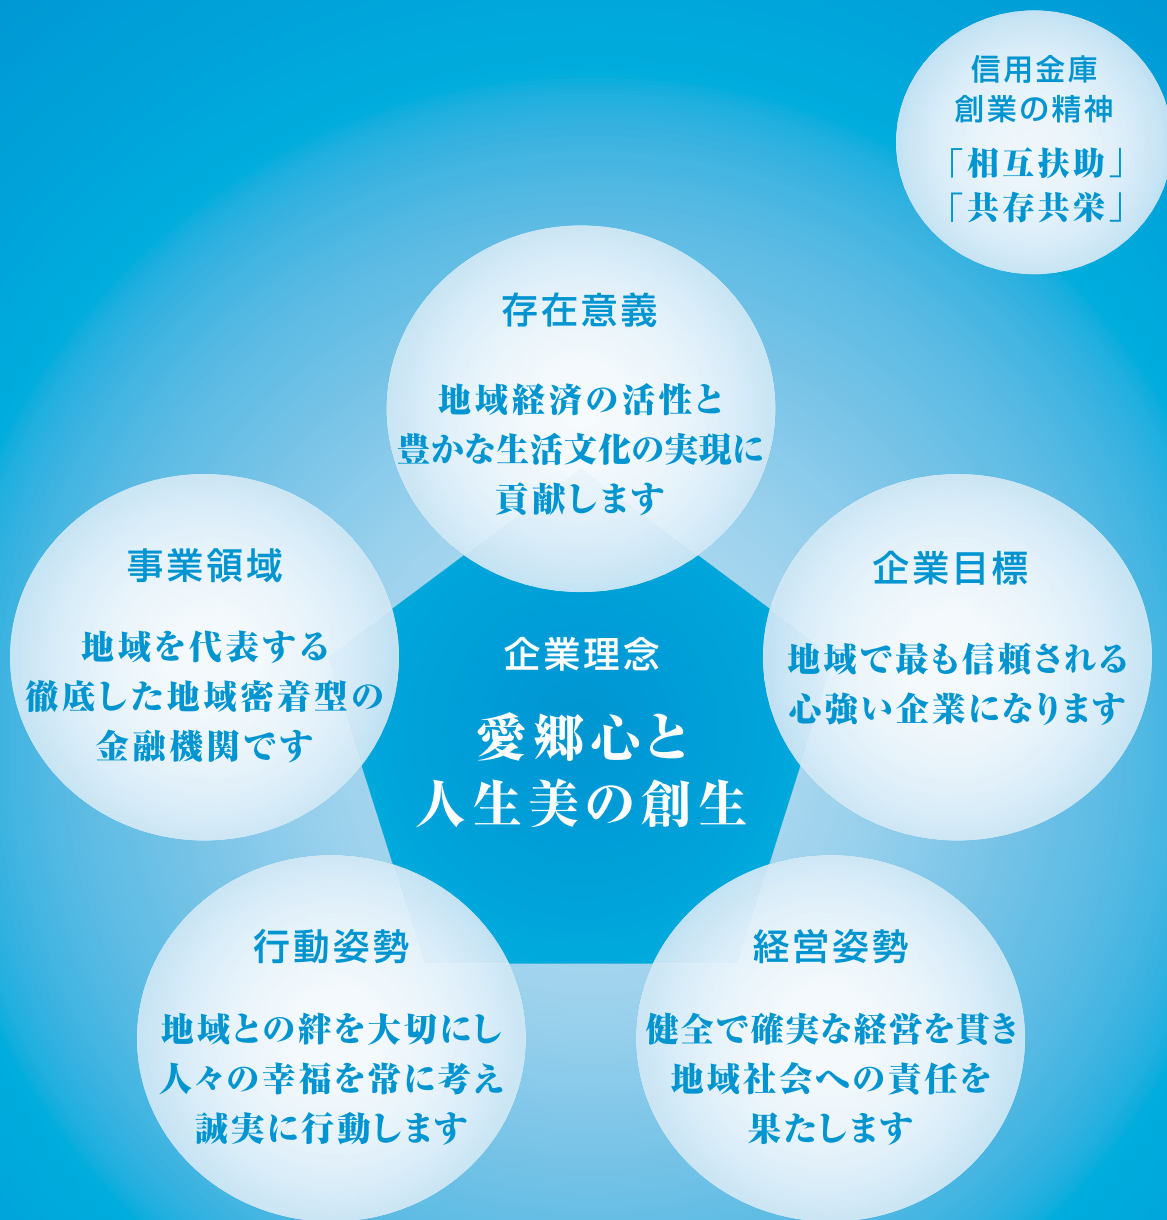 信用金庫
創業の精神
「相互扶助」
「共存共栄」
存在意義
地域経済の活性と
豊かな生活文化の実現に
貢献します
事業領域
地域を代表する
徹底した地域密着型の
金融機関です
企業理念
愛郷心と
人生美の創生
企業目標
地域で最も信頼される
心強い企業になります
行動姿勢
地域との絆を大切にし
人々の幸福を常に考え
誠実に行動します
経営姿勢
健全で確実な経営を貫き
地域社会への責任を
果たします